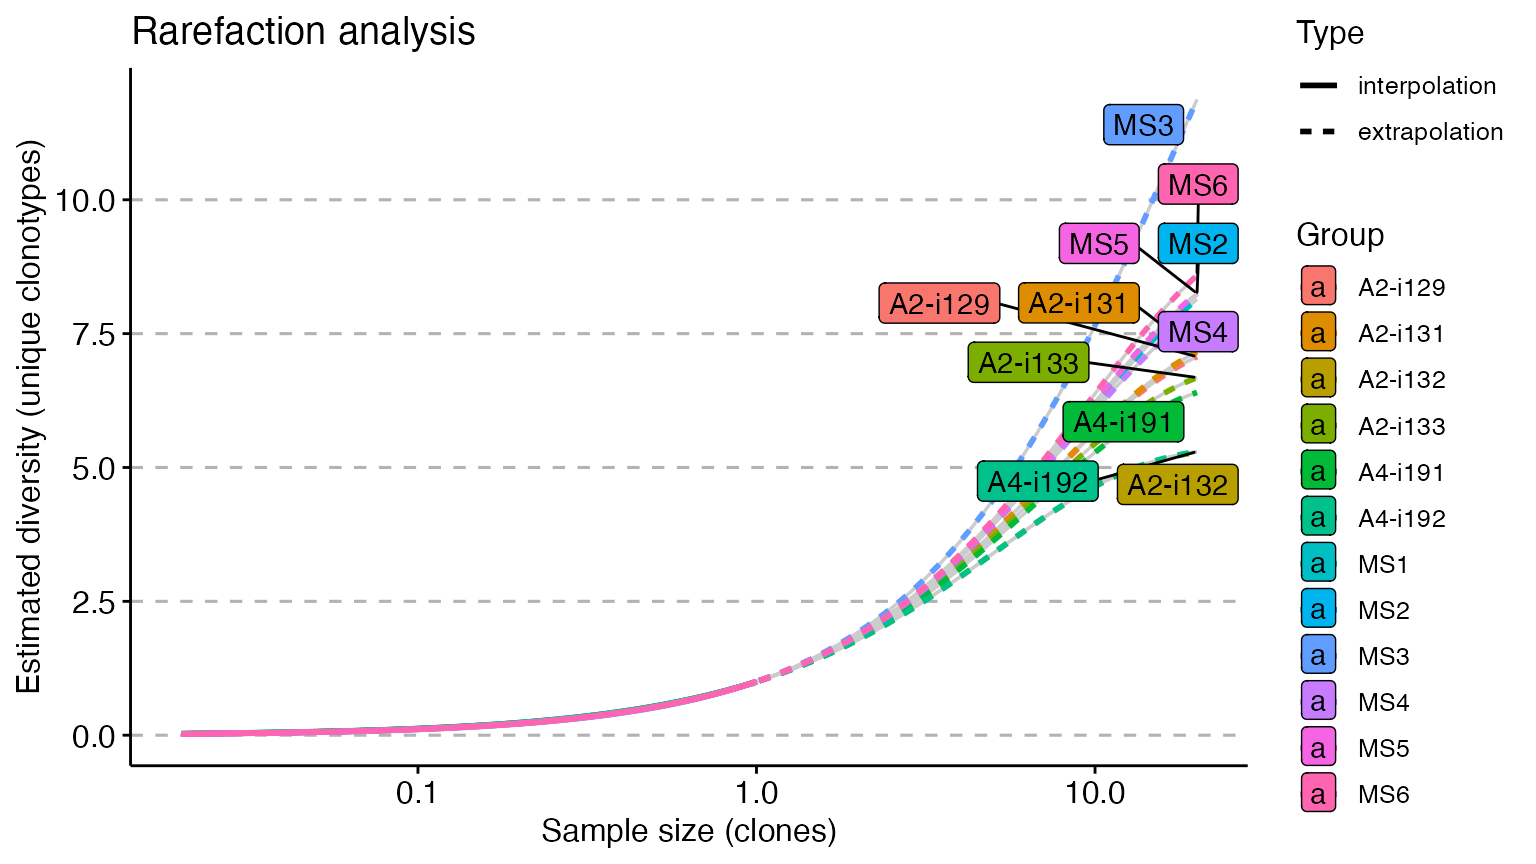 Rarefaction analysis
Estimated diversity (unique clonotypes)
10.0
7.5
5.0
2.5
0.0
MS3
MS6
MS5
MS2
A2-i129
A2-i131
MS4
A2-i133
A4-i191
A4-i192
A2-i132
0.1
1.0
10.0
Sample size (clones)
Type
interpolation
extrapolation
Group
a A2-i129
a A2-i131
a A2-i132
a A2-i133
a A4-i191
a A4-i192
a MS1
a MS2
a MS3
a MS4
a MS5
a MS6